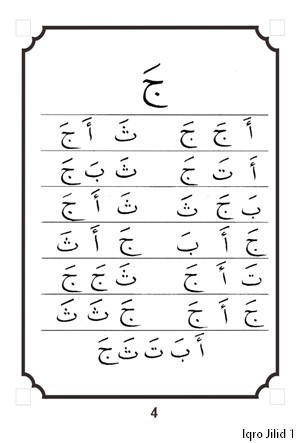 جَ
أَ جَ جَ ثَ أَ جَ
أَ تَ جَ ثَ بَ جَ
بَ جَ ثَ ثَ أَ جَ
جَ أَ بَ جَ أَ ثَ
تَ أَ جَ ثَ جَ جَ
جَ أَ جَ جَ ثَ ثَ
أَ بَ تَ ثَ جَ
4
Iqro Jilid 1